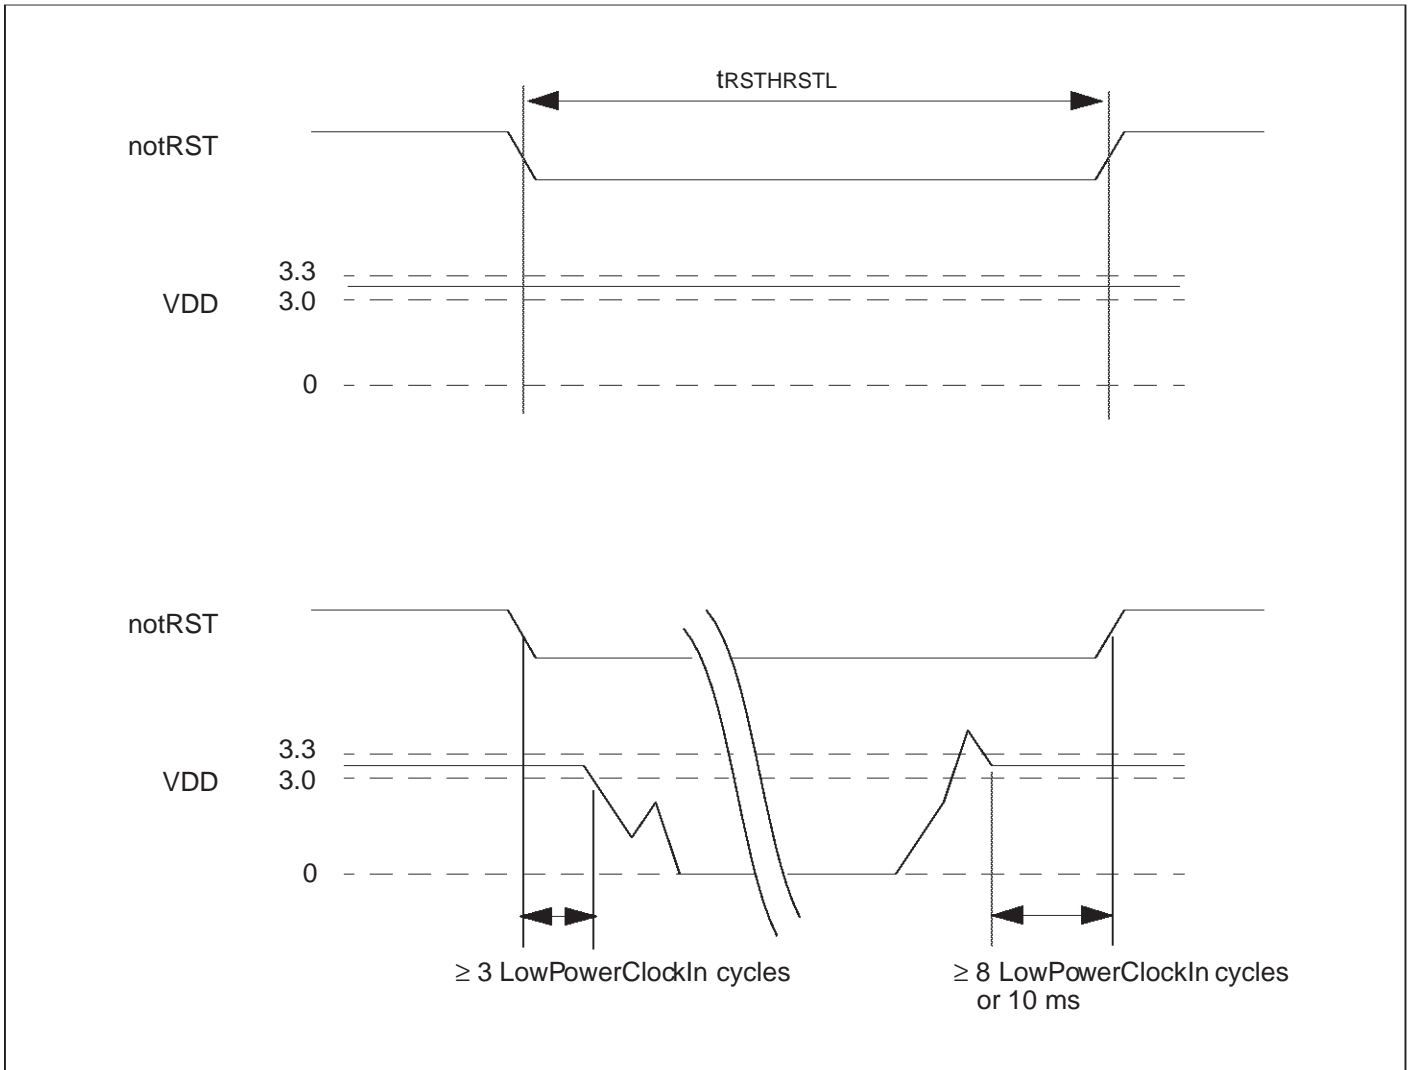 tRSTHRSTL
notRST
3.3
VDD
3.0
0
notRST
3.3
VDD
3.0
0
≥ 3 LowPowerClockIn cycles
≥ 8 LowPowerClockIn cycles
or 10 ms